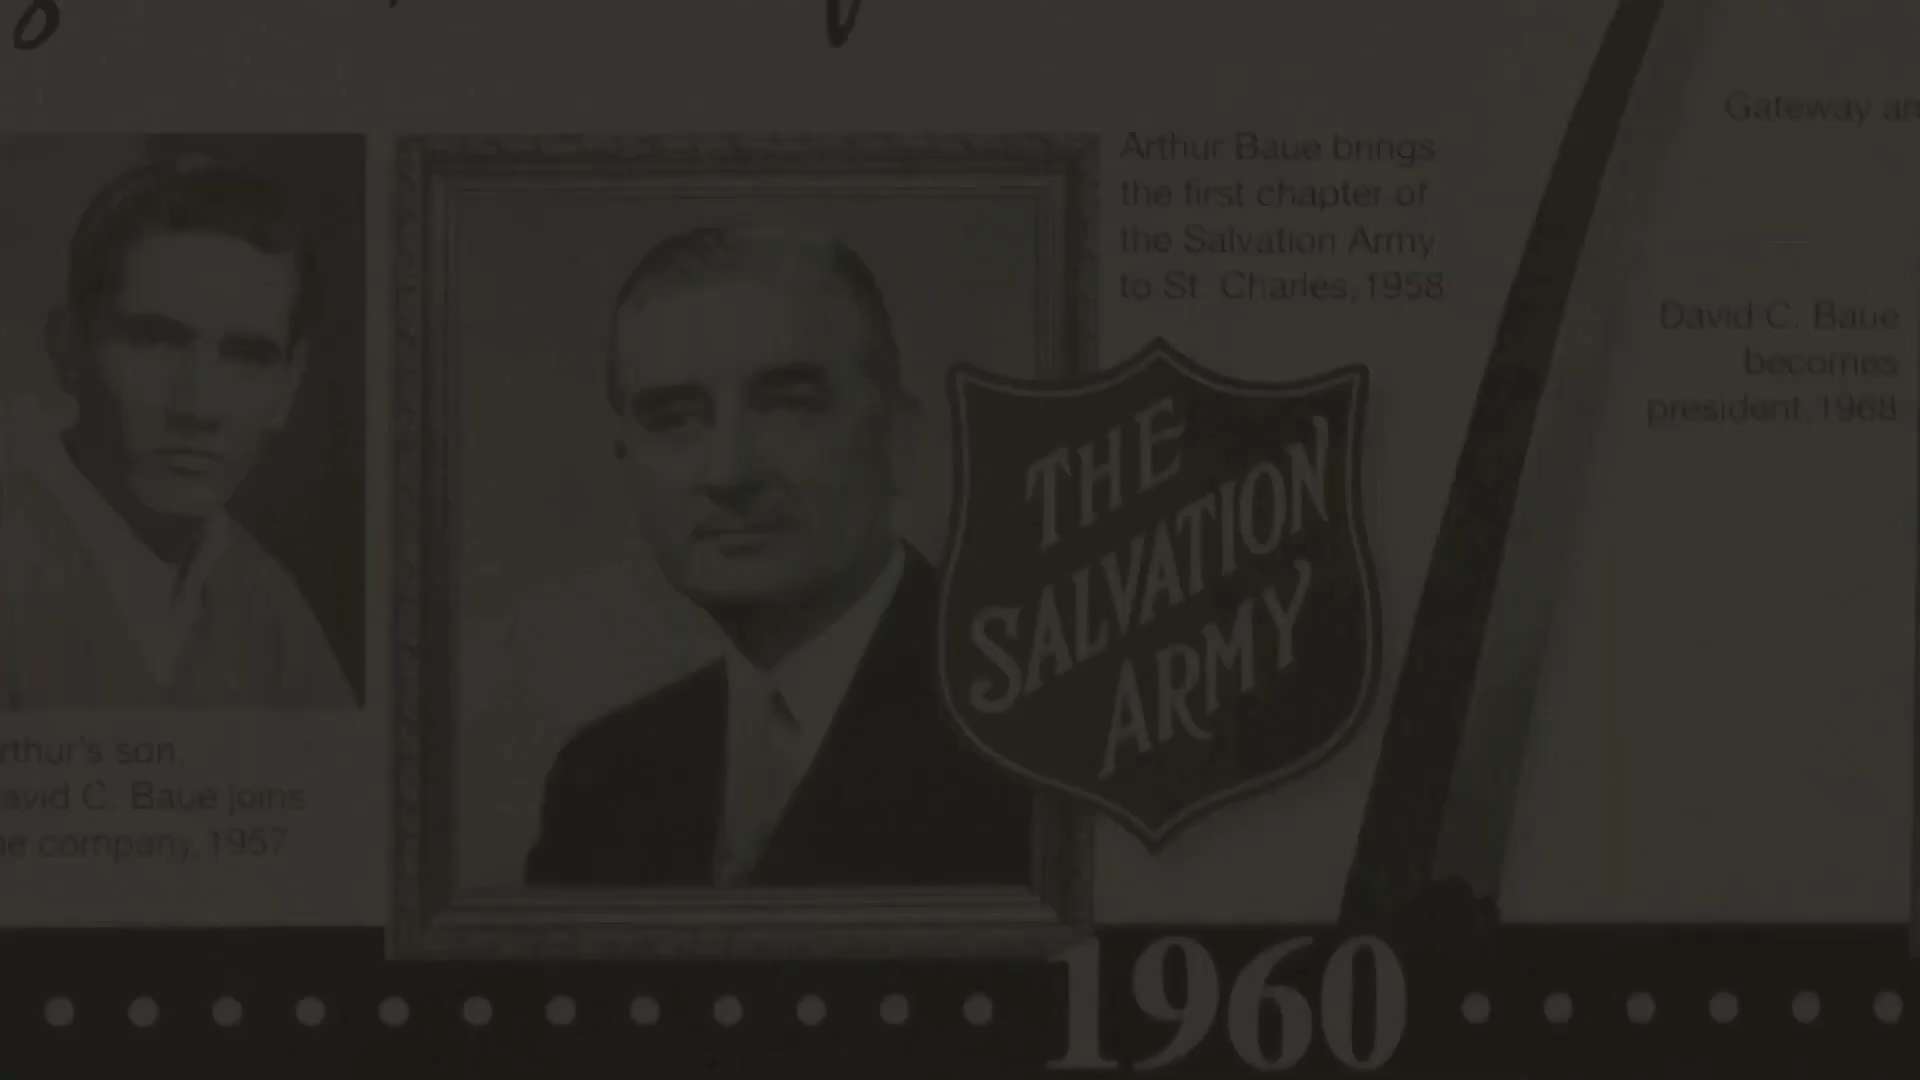 rthur's son,
avid C. Baue joins
he company, 1957
Arthur Baue brings
the first chapter of
the Salvation Army
to St. Charles, 1958
THE
SALVATION
ARMY
Gateway
David C. Baue
becomes
president, 1968
1960